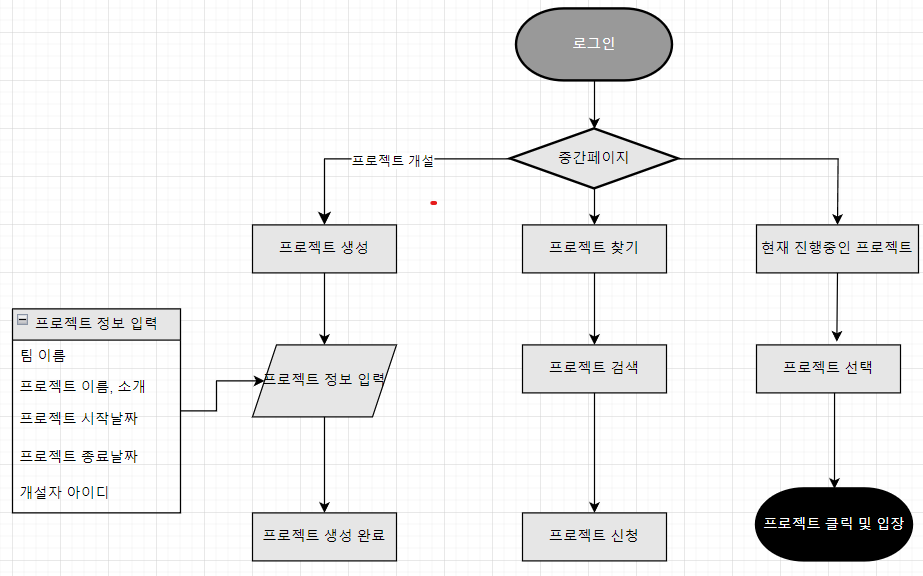 로그인
중간페이지
프로젝트 개설
프로젝트 생성
프로젝트 찾기
현재 진행중인 프로젝트
프로젝트 정보 입력
팀 이름
프로젝트 이름, 소개
프로젝트 시작날짜
프로젝트 종료날짜
개설자 아이디
프로젝트 정보 입력
프로젝트 검색
프로젝트 선택
프로젝트 생성 완료
프로젝트 신청
프로젝트 클릭 및 입장